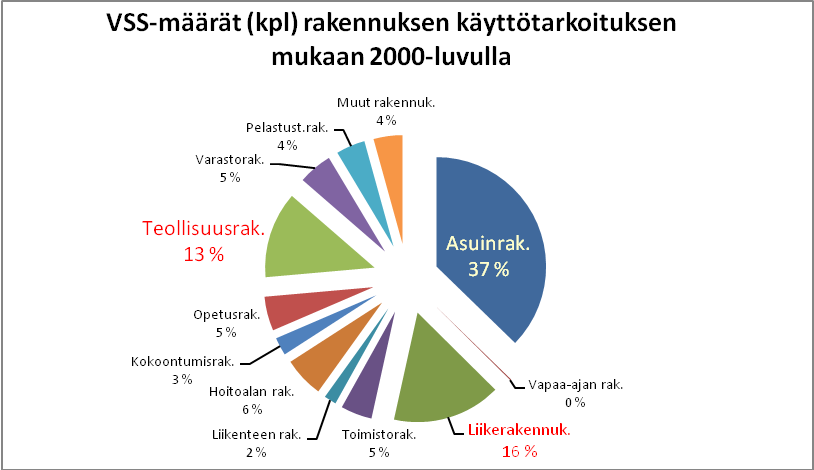 VSS-määrät (kpl) rakennuksen käyttötarkoituksen
mukaan 2000-luvulla
Asuinrak.
37 %
Vapaa-ajan rak.
0 %
Liikerakennuk.
16 %
Toimistorak.
5 %
Liikenteen rak.
2 %
Hoitoalan rak.
6 %
Kokoontumisrak.
3 %
Opetusrak.
5 %
Teollisuusrak.
13 %
Varastorak.
5 %
Pelastust.rak.
4 %
Muut rakennuk.
4 %